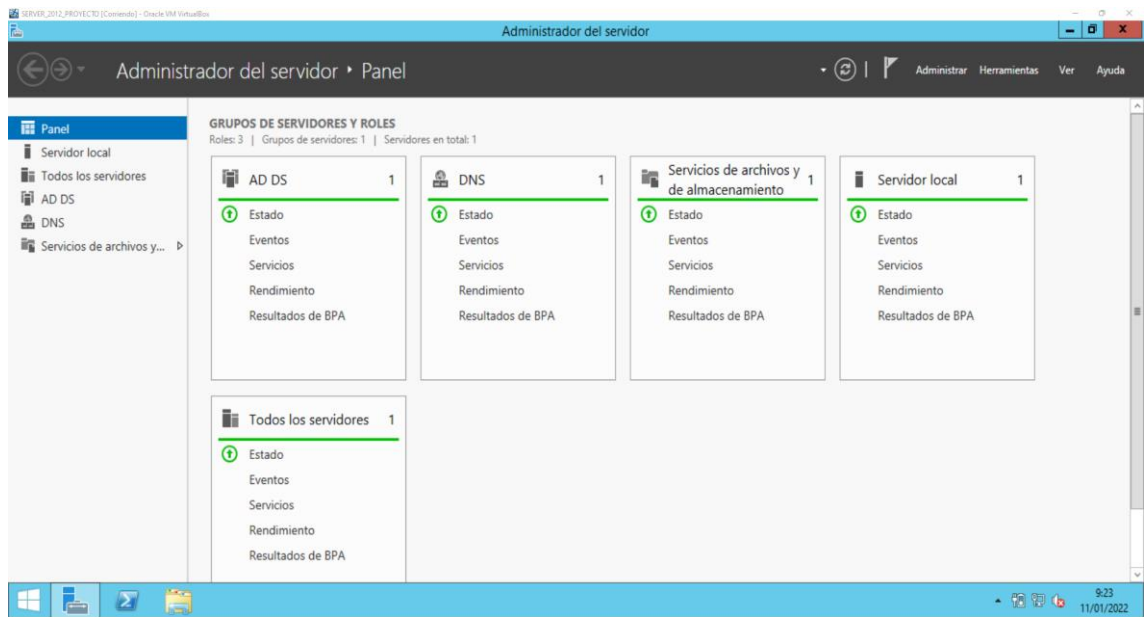 SERVER_2012_PROYECTO [Corriendo] - Oracle VM VirtualBox
Administrador del servidor
Administrador del servidor ‣ Panel
Administrar Herramientas Ver Ayuda
Panel
Servidor local
Todos los servidores
AD DS
DNS
Servicios de archivos y...
GRUPOS DE SERVIDORES Y ROLES
Roles: 3 | Grupos de servidores: 1 | Servidores en total: 1
AD DS 1
Estado
Eventos
Servicios
Rendimiento
Resultados de BPA
DNS 1
Estado
Eventos
Servicios
Rendimiento
Resultados de BPA
Servicios de archivos y
de almacenamiento 1
Estado
Eventos
Servicios
Rendimiento
Resultados de BPA
Servidor local 1
Estado
Eventos
Servicios
Rendimiento
Resultados de BPA
Todos los servidores 1
Estado
Eventos
Servicios
Rendimiento
Resultados de BPA
9:23
11/01/2022